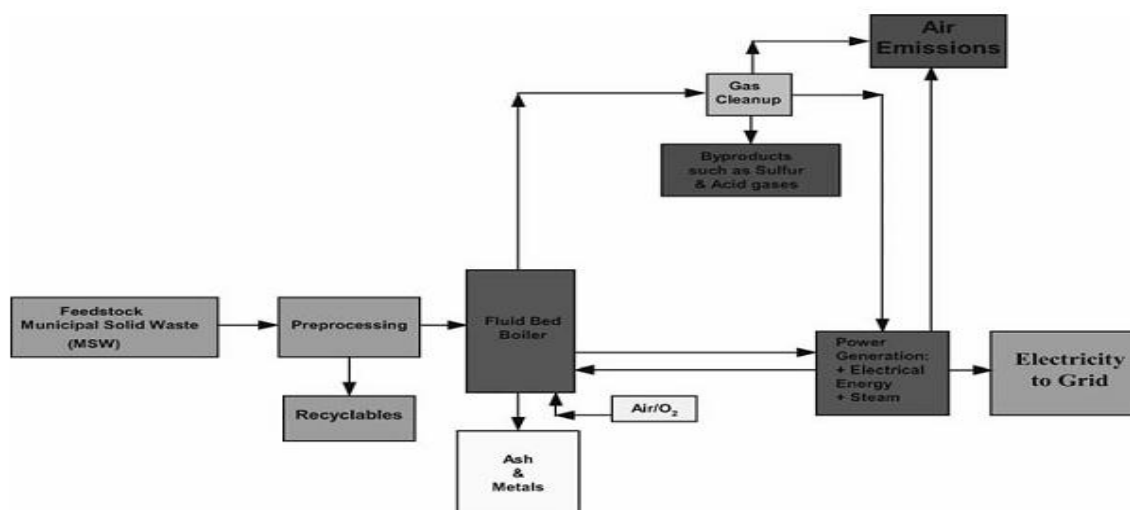 Air
Emissions
Gas
Cleanup
Byproducts
such as Sulfur
& Acid gases
Feedstock
Municipal Solid Waste
(MSW)
Preprocessing
Fluid Bed
Boiler
Power
Generation:
+ Electrical
Energy
+ Steam
Electricity
to Grid
Recyclables
Air/O₂
Ash
&
Metals